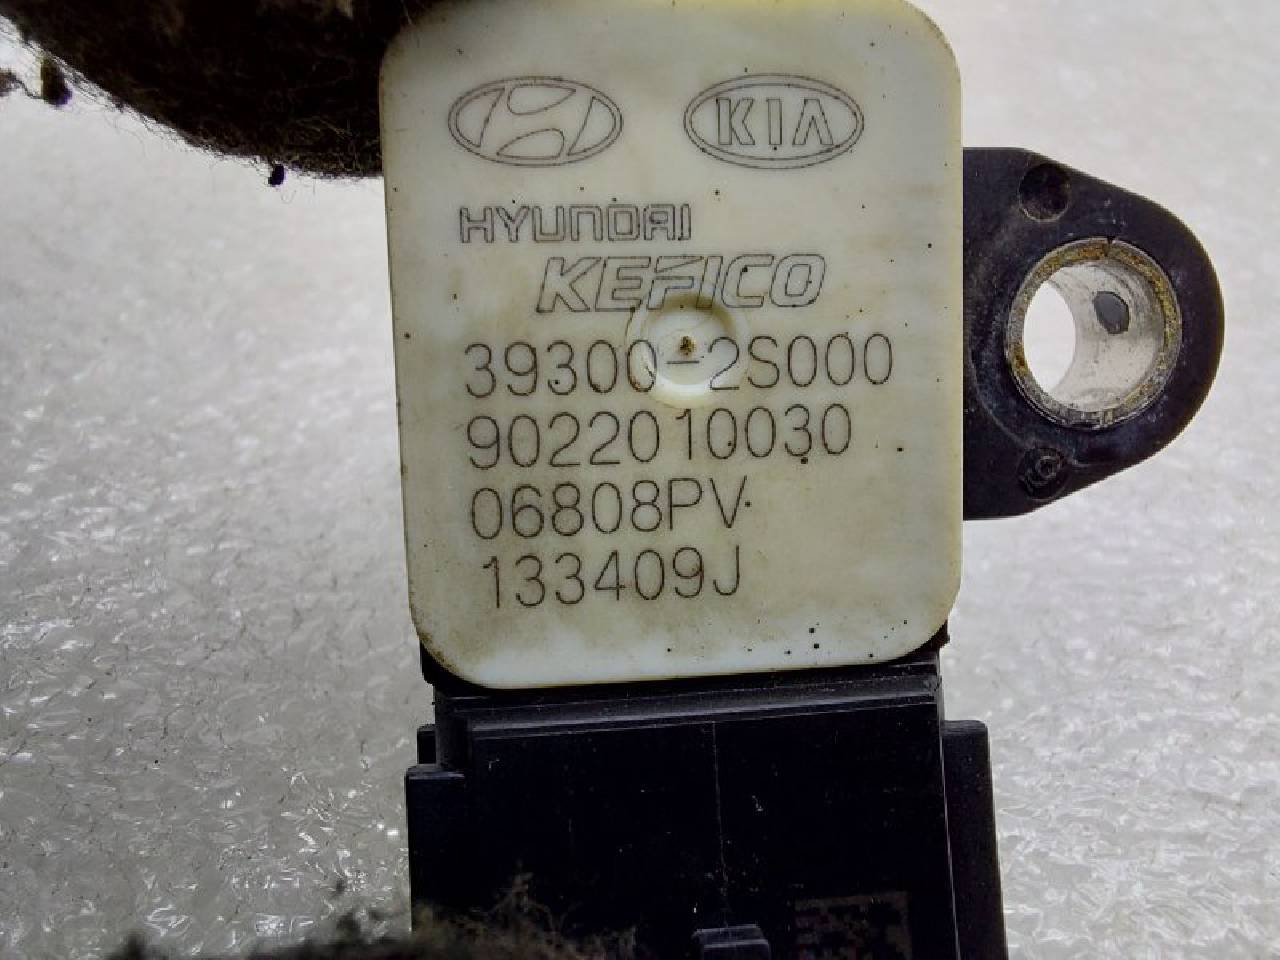 KIA
HYUNDAI
KEFICO
39300-2S000
9022010030
06808PV
133409J